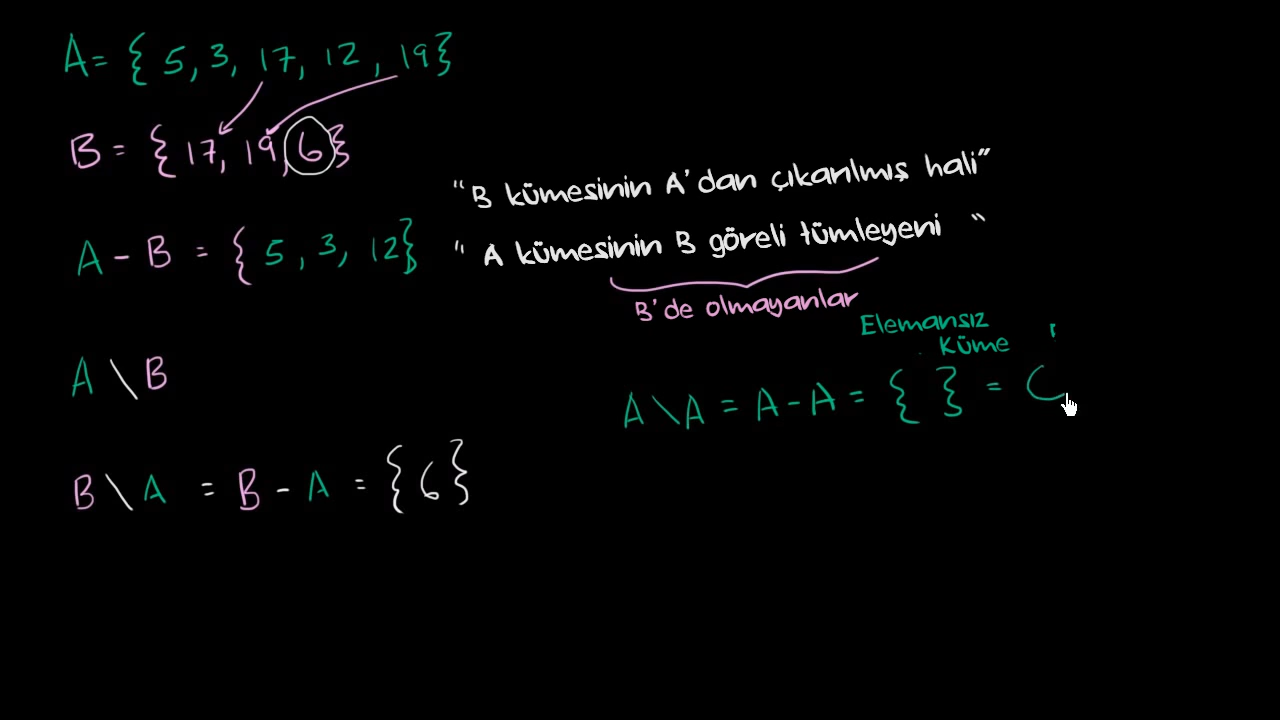 A = { 5, 3, 17, 12, 19}
B = { 17, 19, 6}
"B kümesinin A'dan çıkarılmış hali"
A - B = { 5, 3, 12}
" A kümesinin B göreli tümleyeni "
B'de olmayanlar
Elemansız
Küme
A \ B
A \ A = A - A = { } =
B \ A = B - A = { 6 }